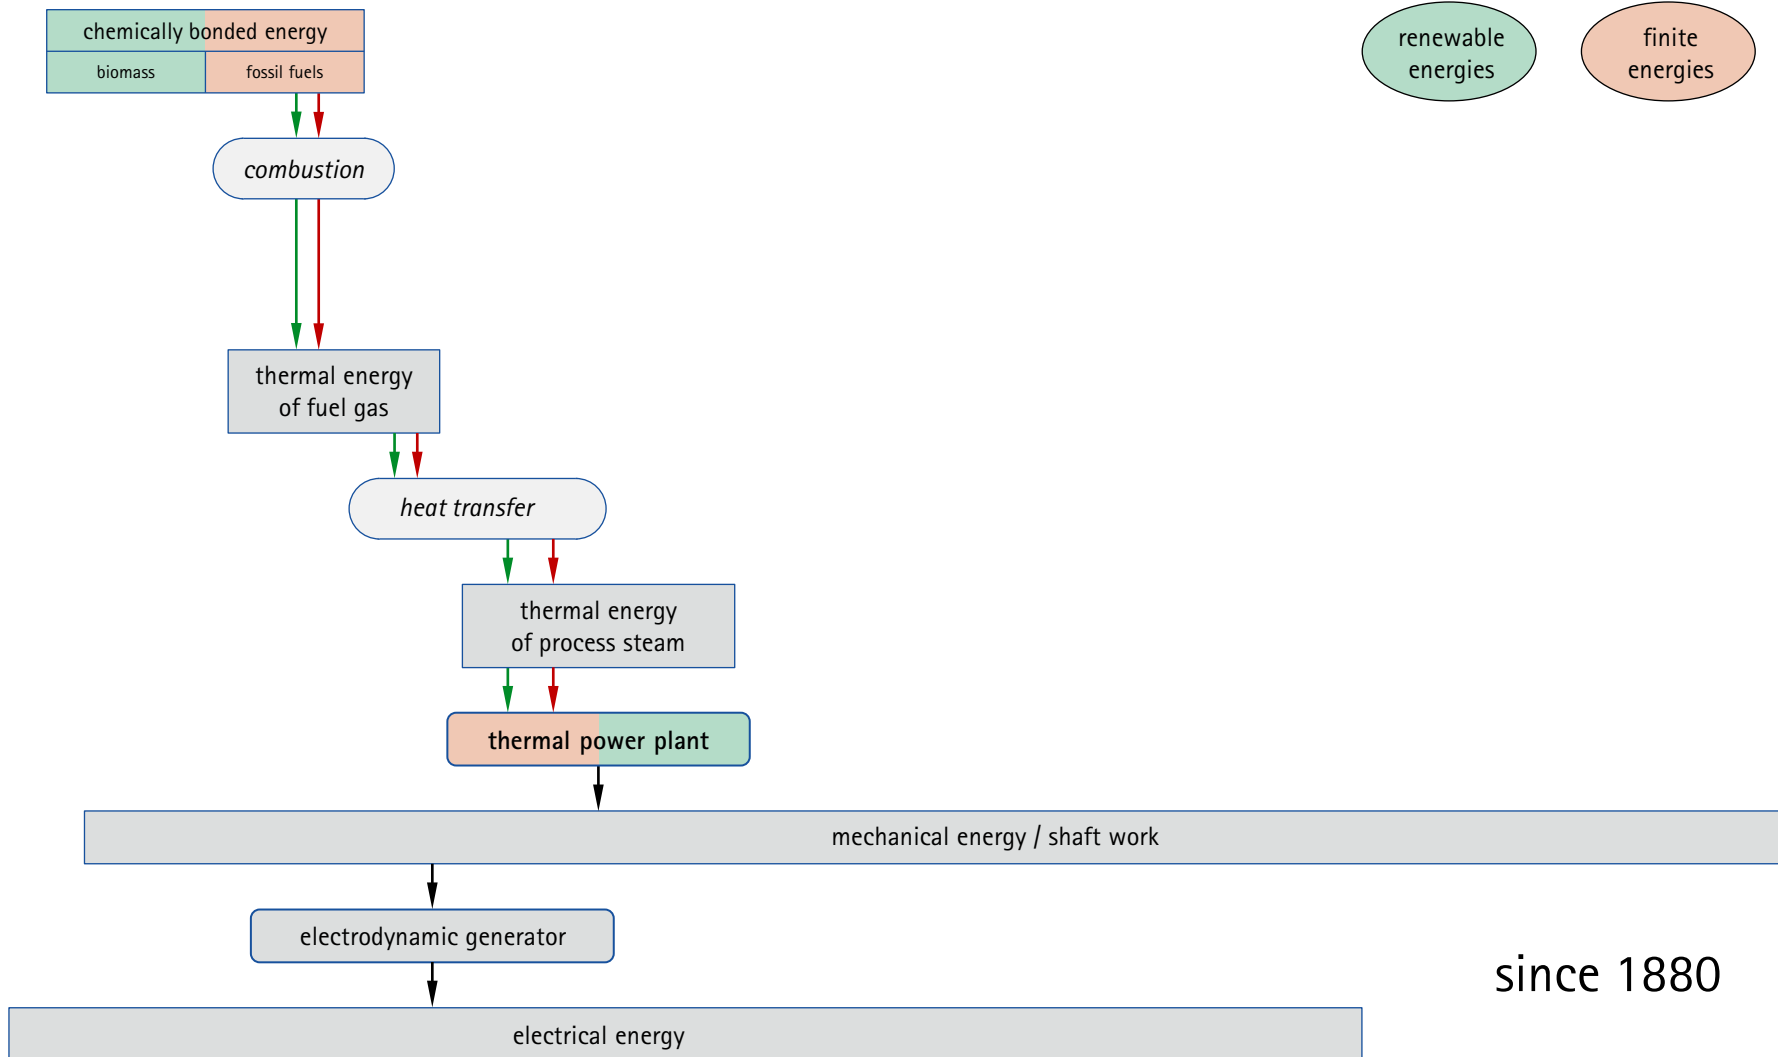 chemically bonded energy
biomass
fossil fuels
renewable
energies
finite
energies
combustion
thermal energy
of fuel gas
heat transfer
thermal energy
of process steam
thermal power plant
mechanical energy / shaft work
electrodynamic generator
since 1880
electrical energy